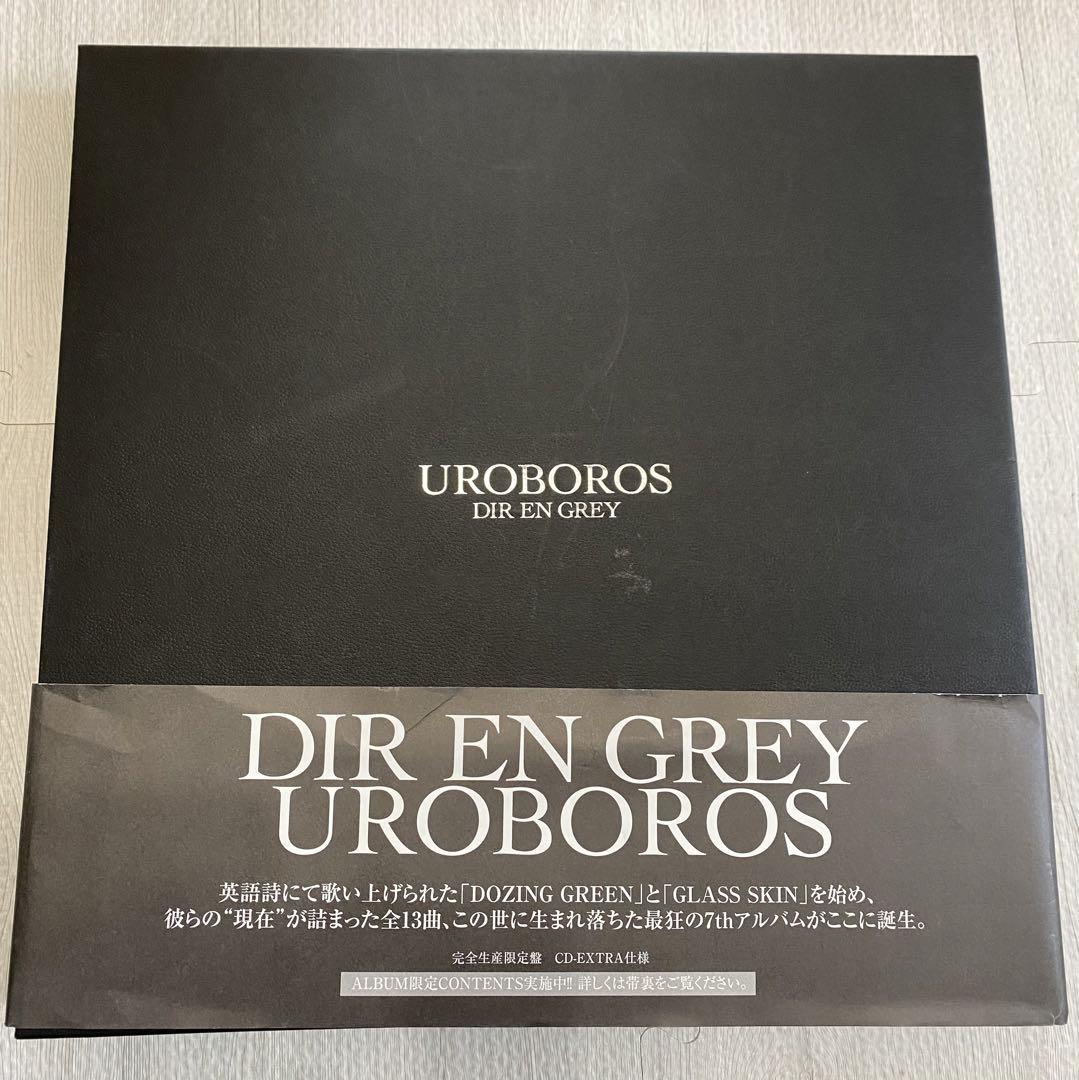 UROBOROS
DIR EN GREY
DIR EN GREY
UROBOROS
英語詩にて歌い上げられた「DOZING GREEN」と「GLASS SKIN」を始め、
彼らの“現在”が詰まった全13曲、この世に生まれ落ちた最狂の7thアルバムがここに誕生。
完全生産限定盤 CD-EXTRA仕様
ALBUM限定CONTENTS実施中!! 詳しくは帯裏をご覧ください。